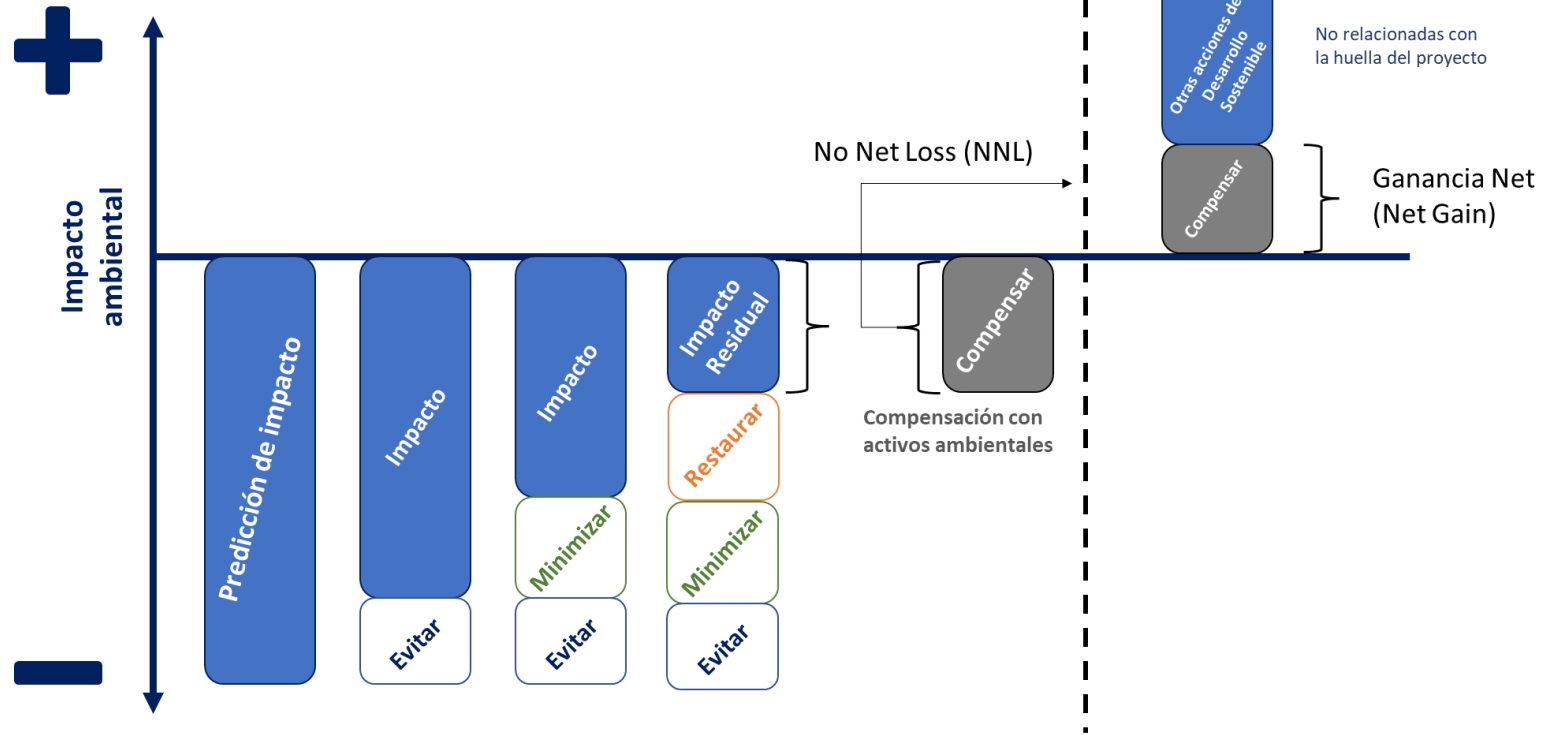 Impacto
ambiental
Predicción de impacto
Impacto
Evitar
Impacto
Minimizar
Evitar
Impacto
Residual
Restaurar
Minimizar
Evitar
No Net Loss (NNL)
Compensar
Compensación con
activos ambientales
Otras acciones de
Desarrollo
Sostenible
Compensar
No relacionadas con
la huella del proyecto
Ganancia Net
(Net Gain)